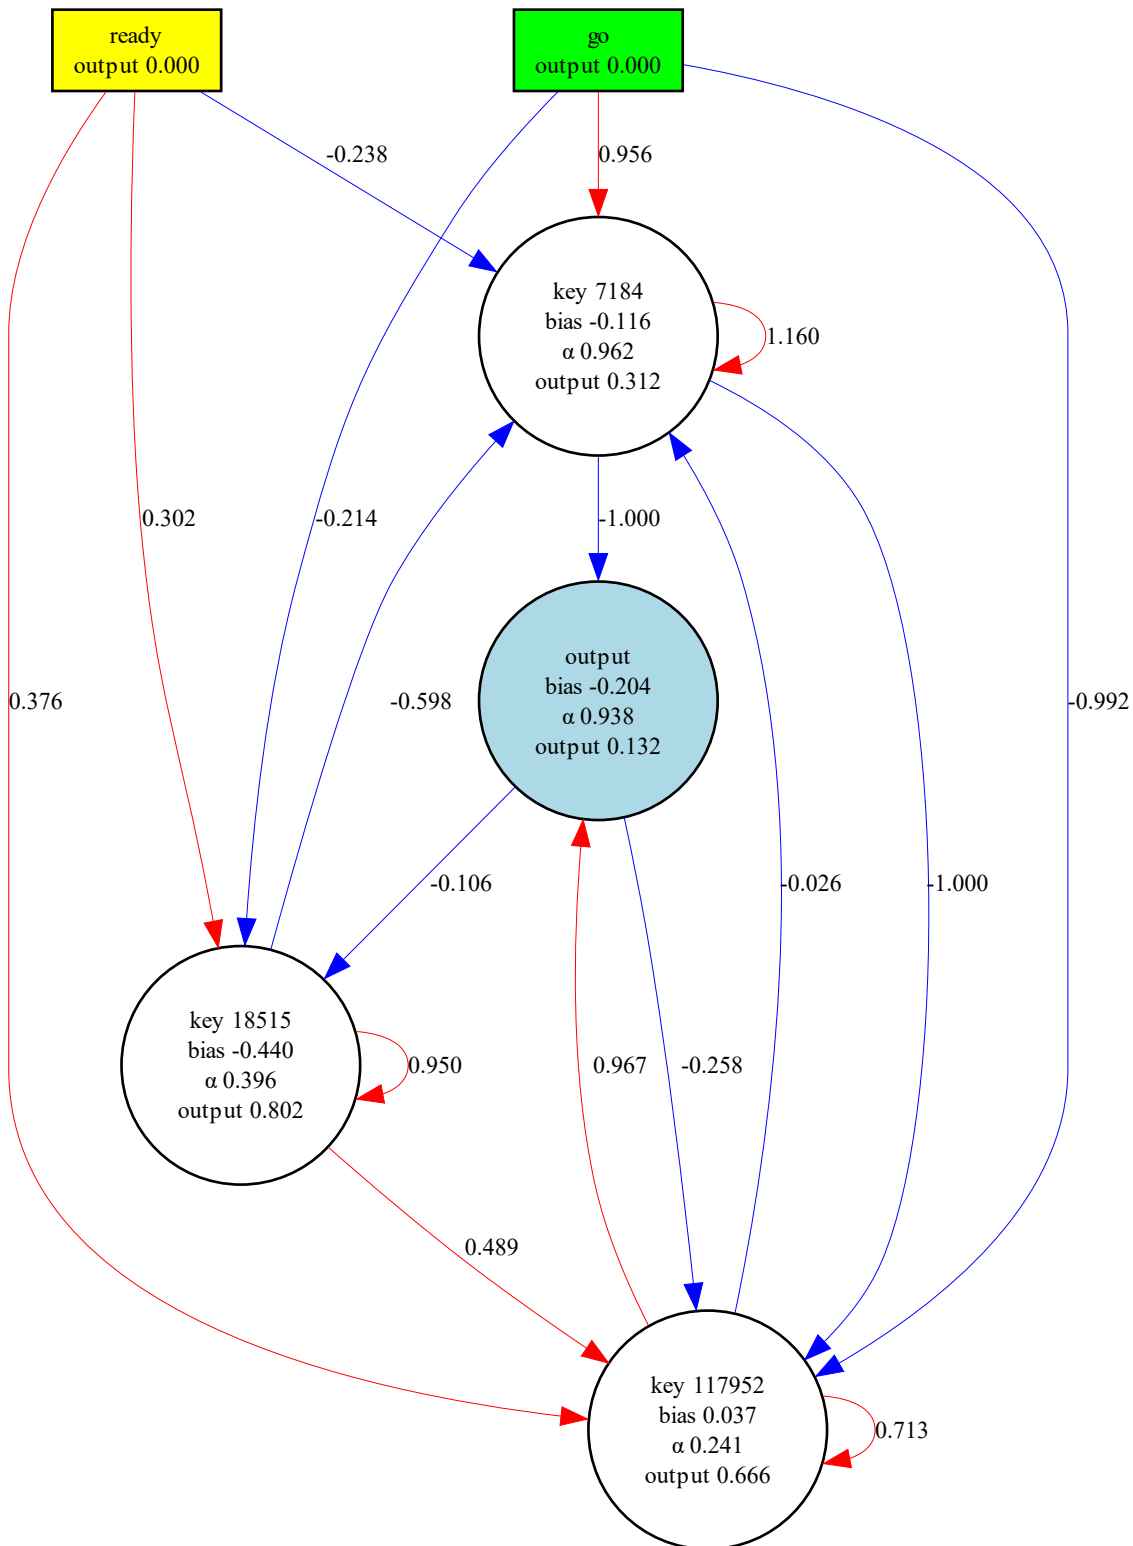 ready
output 0.000
go
output 0.000
-0.238
0.956
key 7184
bias -0.116
α 0.962
output 0.312
1.160
0.302
-0.214
-1.000
output
bias -0.204
α 0.938
output 0.132
0.376
-0.598
-0.992
-0.106
-0.026
-1.000
key 18515
bias -0.440
α 0.396
output 0.802
0.950
0.967
-0.258
0.489
key 117952
bias 0.037
α 0.241
output 0.666
0.713